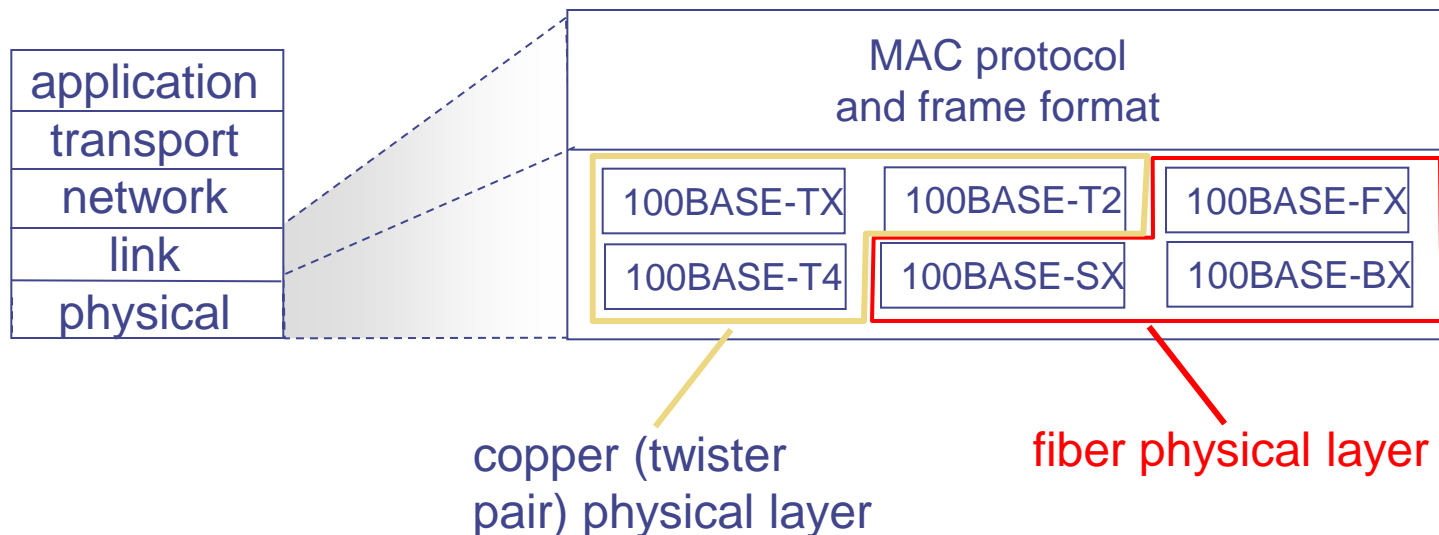 application
transport
network
link
physical
MAC protocol
and frame format
100BASE-TX
100BASE-T2
100BASE-FX
100BASE-T4
100BASE-SX
100BASE-BX
copper (twister
pair) physical layer
fiber physical layer